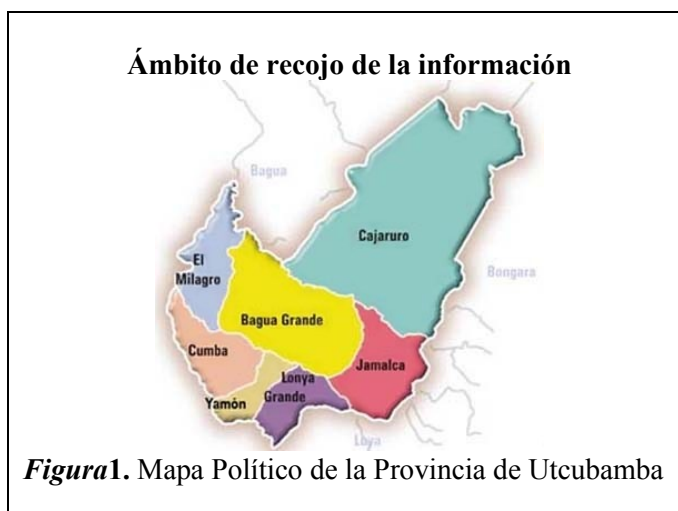 Ámbito de recojo de la información
Bagua
Cajaruro
El
Milagro
Bongara
Bagua Grande
Cumba
Jamalca
Lonya
Grande
Yamón
Loya
Figura1. Mapa Político de la Provincia de Utcubamba